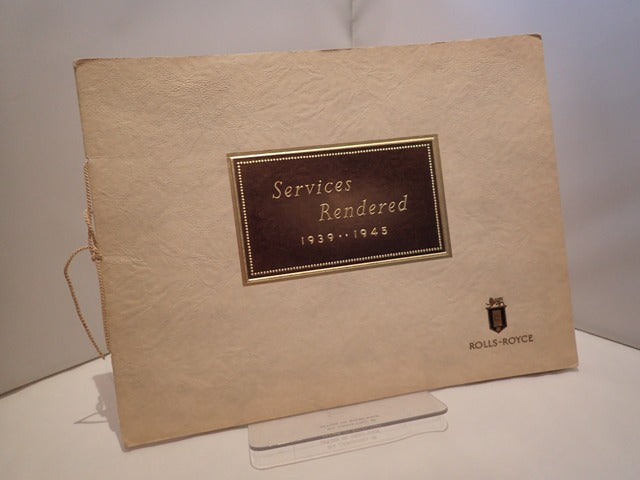 Services
Rendered
1939··1945
ROLLS-ROYCE